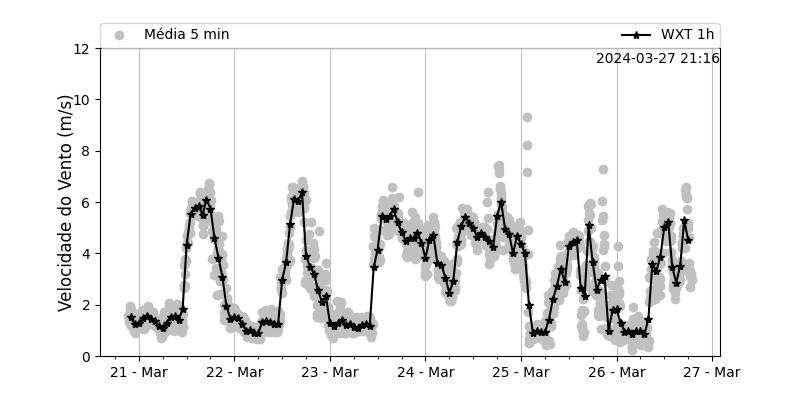 Média 5 min
WXT 1h
2024-03-27 21:16
Velocidade do Vento (m/s)
12
10
8
6
4
2
0
21 - Mar
22 - Mar
23 - Mar
24 - Mar
25 - Mar
26 - Mar
27 - Mar